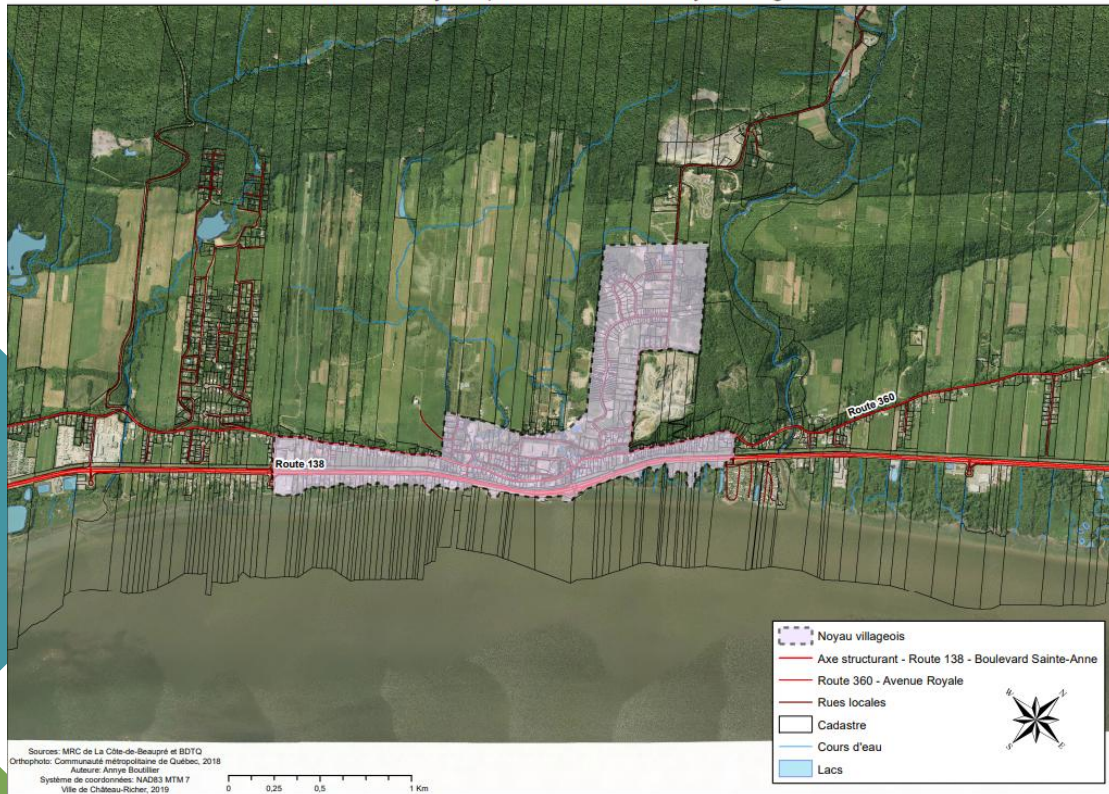 Route 360
Route 138
Noyau villageois
Axe structurant - Route 138 - Boulevard Sainte-Anne
Route 360 - Avenue Royale
Rues locales
Cadastre
Cours d'eau
Lacs
N
E
S
W
Sources: MRC de La Côte-de-Beaupré et BDTQ
Orthophoto: Communauté métropolitaine de Québec, 2018
Auteure: Annye Boutillier
Système de coordonnées: NAD83 MTM 7
Ville de Château-Richer, 2019
0 0,25 0,5 1 Km